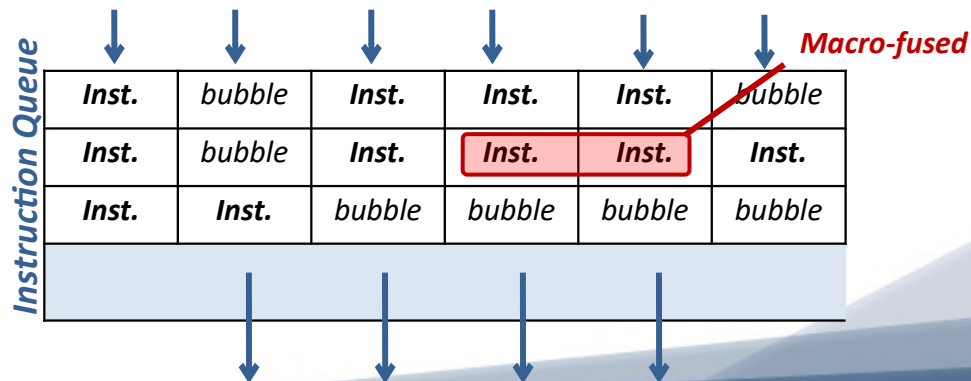 Macro-fused
Instruction Queue
Inst. bubble Inst. Inst. Inst. bubble
Inst. bubble Inst. Inst. Inst. Inst.
Inst. Inst. bubble bubble bubble bubble